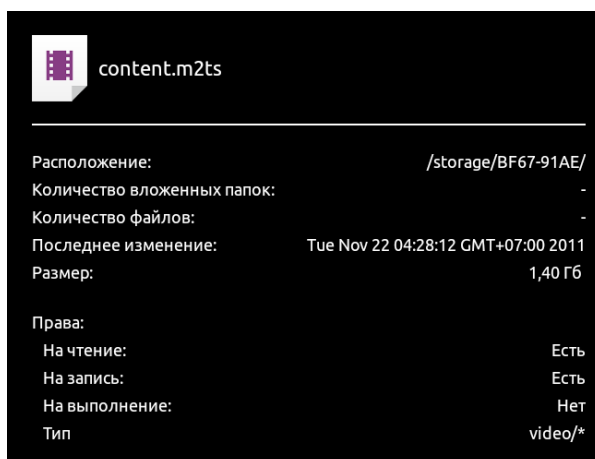 content.m2ts
Расположение: /storage/BF67-91AE/
Количество вложенных папок: -
Количество файлов: -
Последнее изменение: Tue Nov 22 04:28:12 GMT+07:00 2011
Размер: 1,40 Гб
Права:
На чтение: Есть
На запись: Есть
На выполнение: Нет
Тип video/*